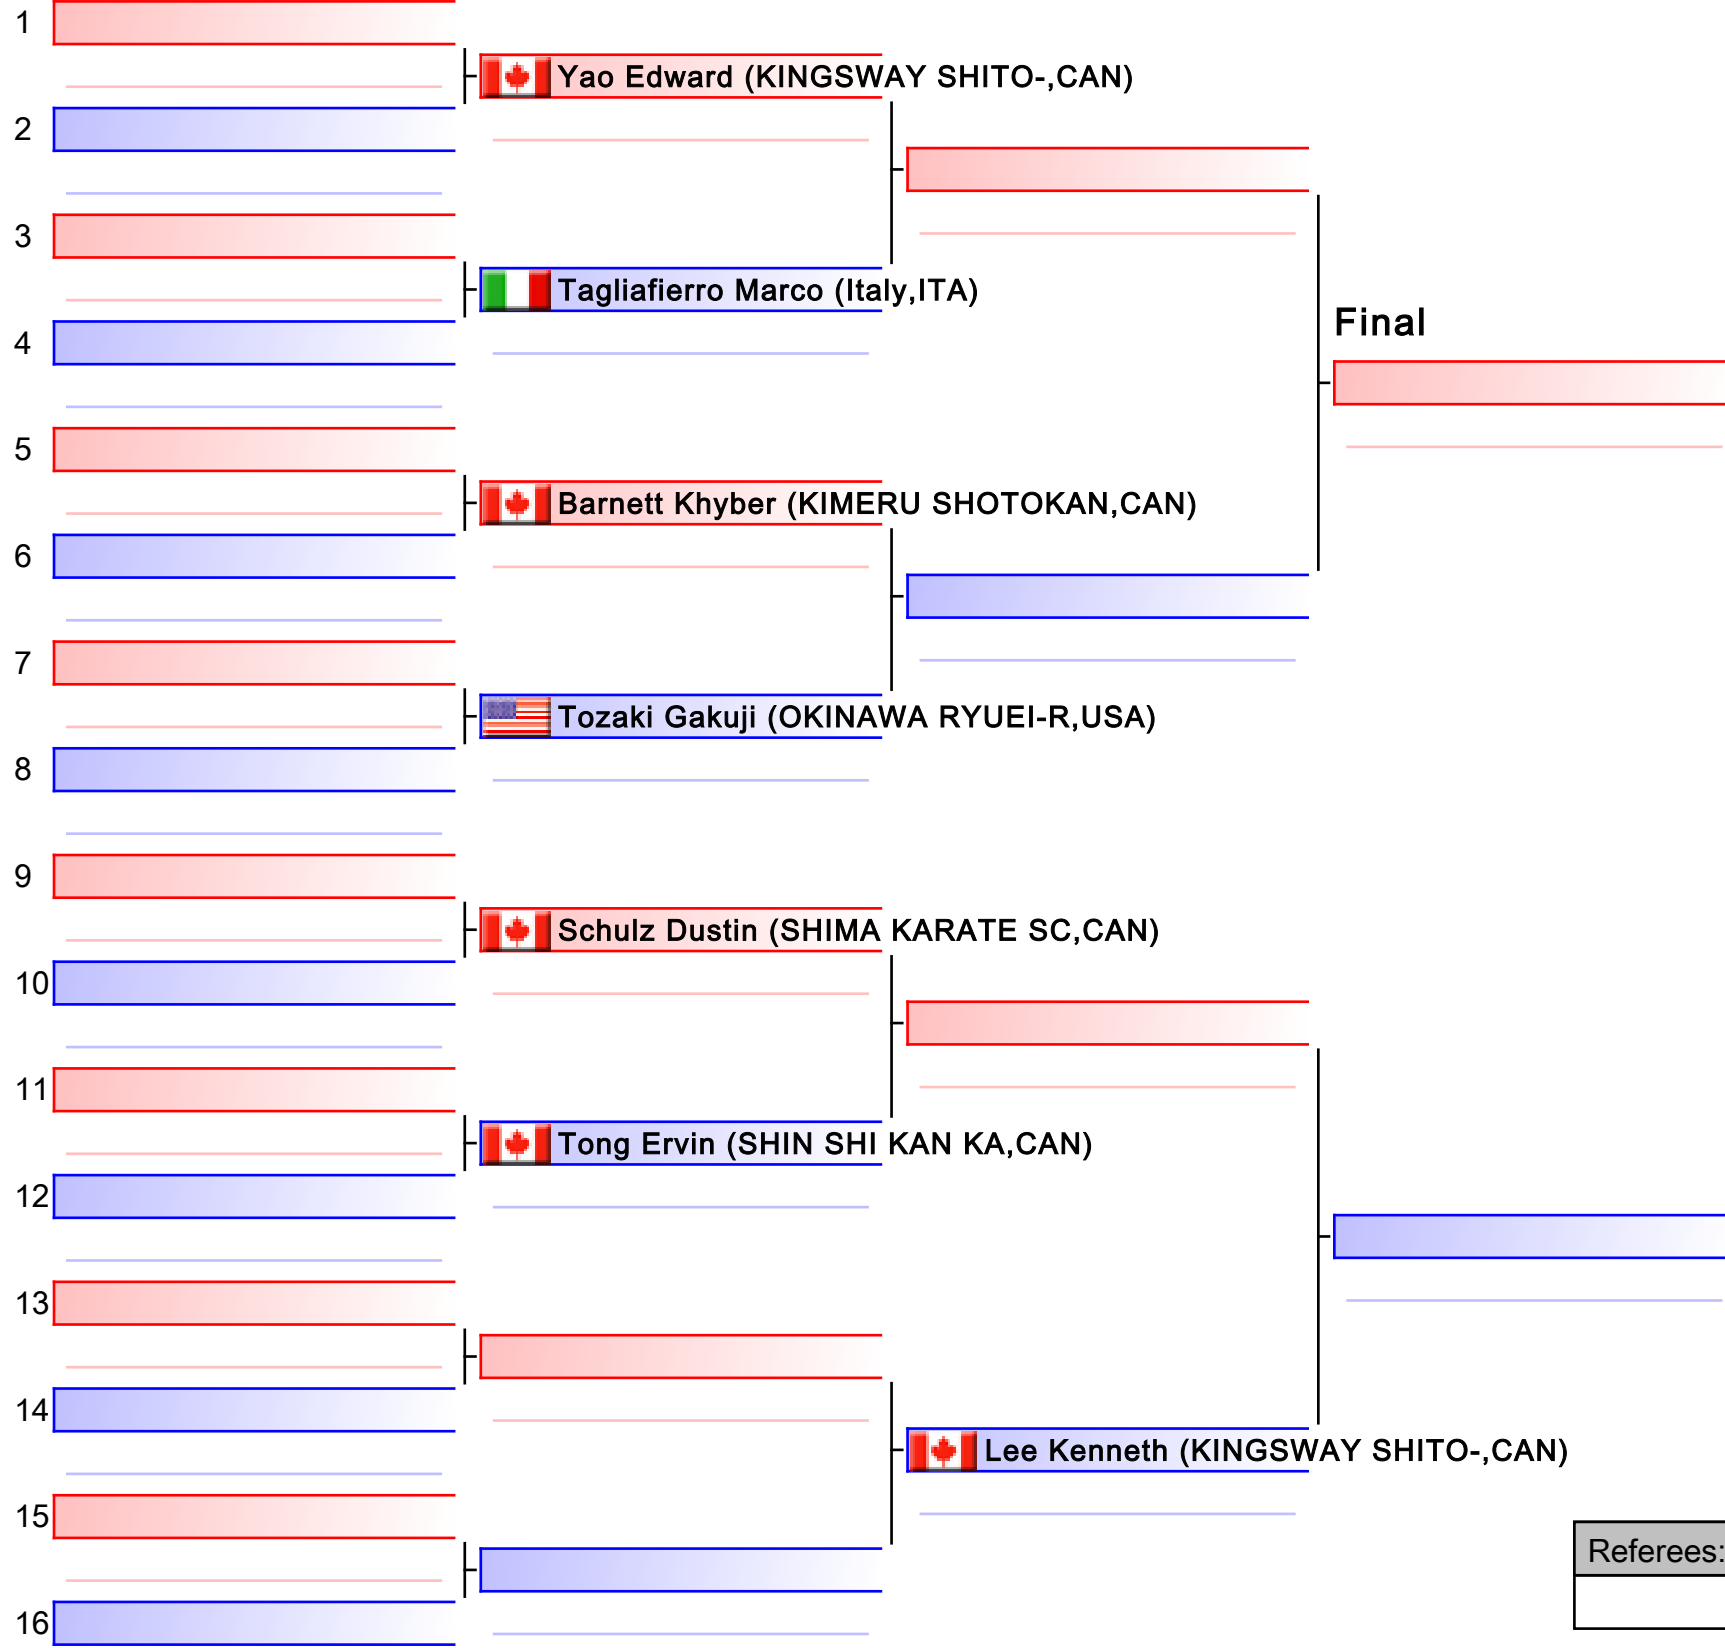 1
Yao Edward (KINGSWAY SHITO-,CAN)
2
3
Tagliafierro Marco (Italy,ITA)
4
Final
5
Barnett Khyber (KIMERU SHOTOKAN,CAN)
6
7
Tozaki Gakuji (OKINAWA RYUEI-R,USA)
8
9
Schulz Dustin (SHIMA KARATE SC,CAN)
10
11
Tong Ervin (SHIN SHI KAN KA,CAN)
12
13
14
Lee Kenneth (KINGSWAY SHITO-,CAN)
15
Referees:
16